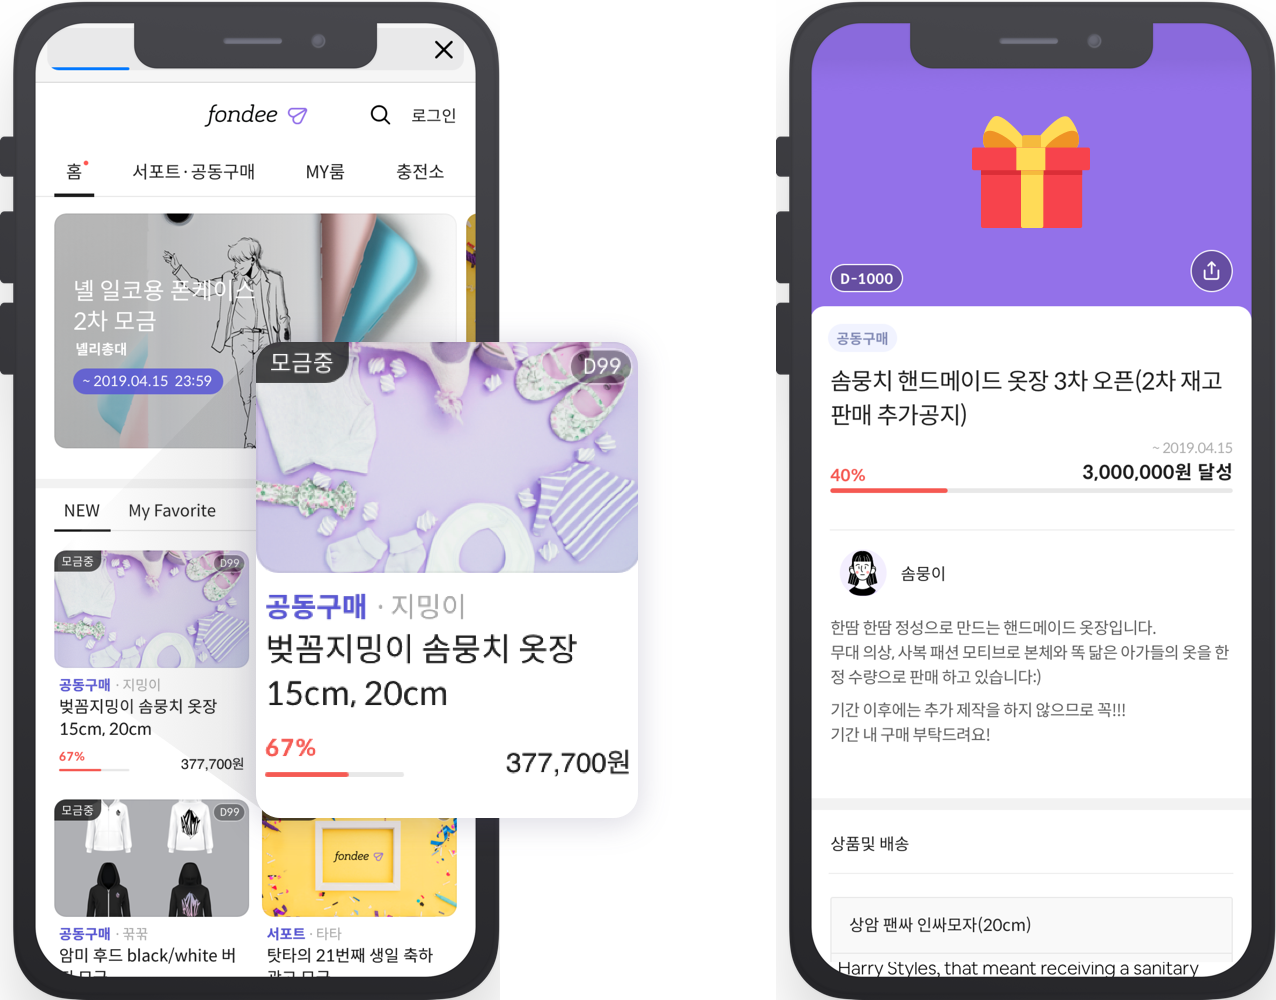 fondee
로그인
홈
서포트·공동구매
MY룸
충전소
넬 일코용 폰케이스
2차 모금
넬리총대
~ 2019.04.15 23:59
NEW
My Favorite
모금중
D99
공동구매 · 지밍이
벚꼼지밍이 솜뭉치 옷장
15cm, 20cm
67%
377,700원
모금중
D99
공동구매 · 지밍이
벚꼼지밍이 솜뭉치 옷장
15cm, 20cm
67%
377,700원
모금중
D99
공동구매 · 꾺꾺
암미 후드 black/white 버
fondee
서포트 · 타타
탓타의 21번째 생일 축하
광고 모금
D-1000
공동구매
솜뭉치 핸드메이드 옷장 3차 오픈(2차 재고
판매 추가공지)
~ 2019.04.15
40%
3,000,000원 달성
솜뭉이
한땀 한땀 정성으로 만드는 핸드메이드 옷장입니다.
무대 의상, 사복 패션 모티브로 본체와 똑 닮은 아가들의 옷을 한
정 수량으로 판매 하고 있습니다:)
기간 이후에는 추가 제작을 하지 않으므로 꼭!!!
기간 내 구매 부탁드려요!
상품및 배송
상암 팬싸 인싸모자(20cm)
Harry Styles, that meant receiving a sanitary